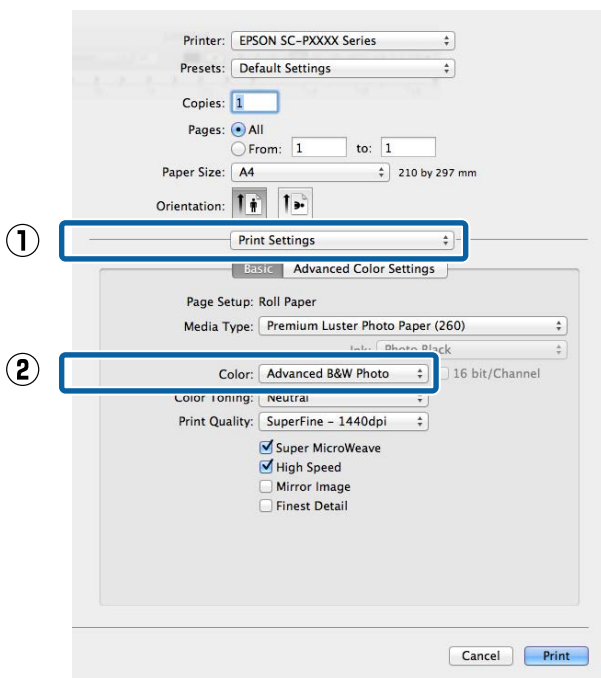 Printer: EPSON SC-PXXXX Series
Presets: Default Settings
Copies: 1
Pages: All
From: 1 to: 1
Paper Size: A4 210 by 297 mm
Orientation:
1 Print Settings
Basic Advanced Color Settings
Page Setup: Roll Paper
Media Type: Premium Luster Photo Paper (260)
Ink: Photo Black
2 Color: Advanced B&W Photo 16 bit/Channel
Color Toning: Neutral
Print Quality: SuperFine – 1440dpi
Super MicroWeave
High Speed
Mirror Image
Finest Detail
Cancel Print